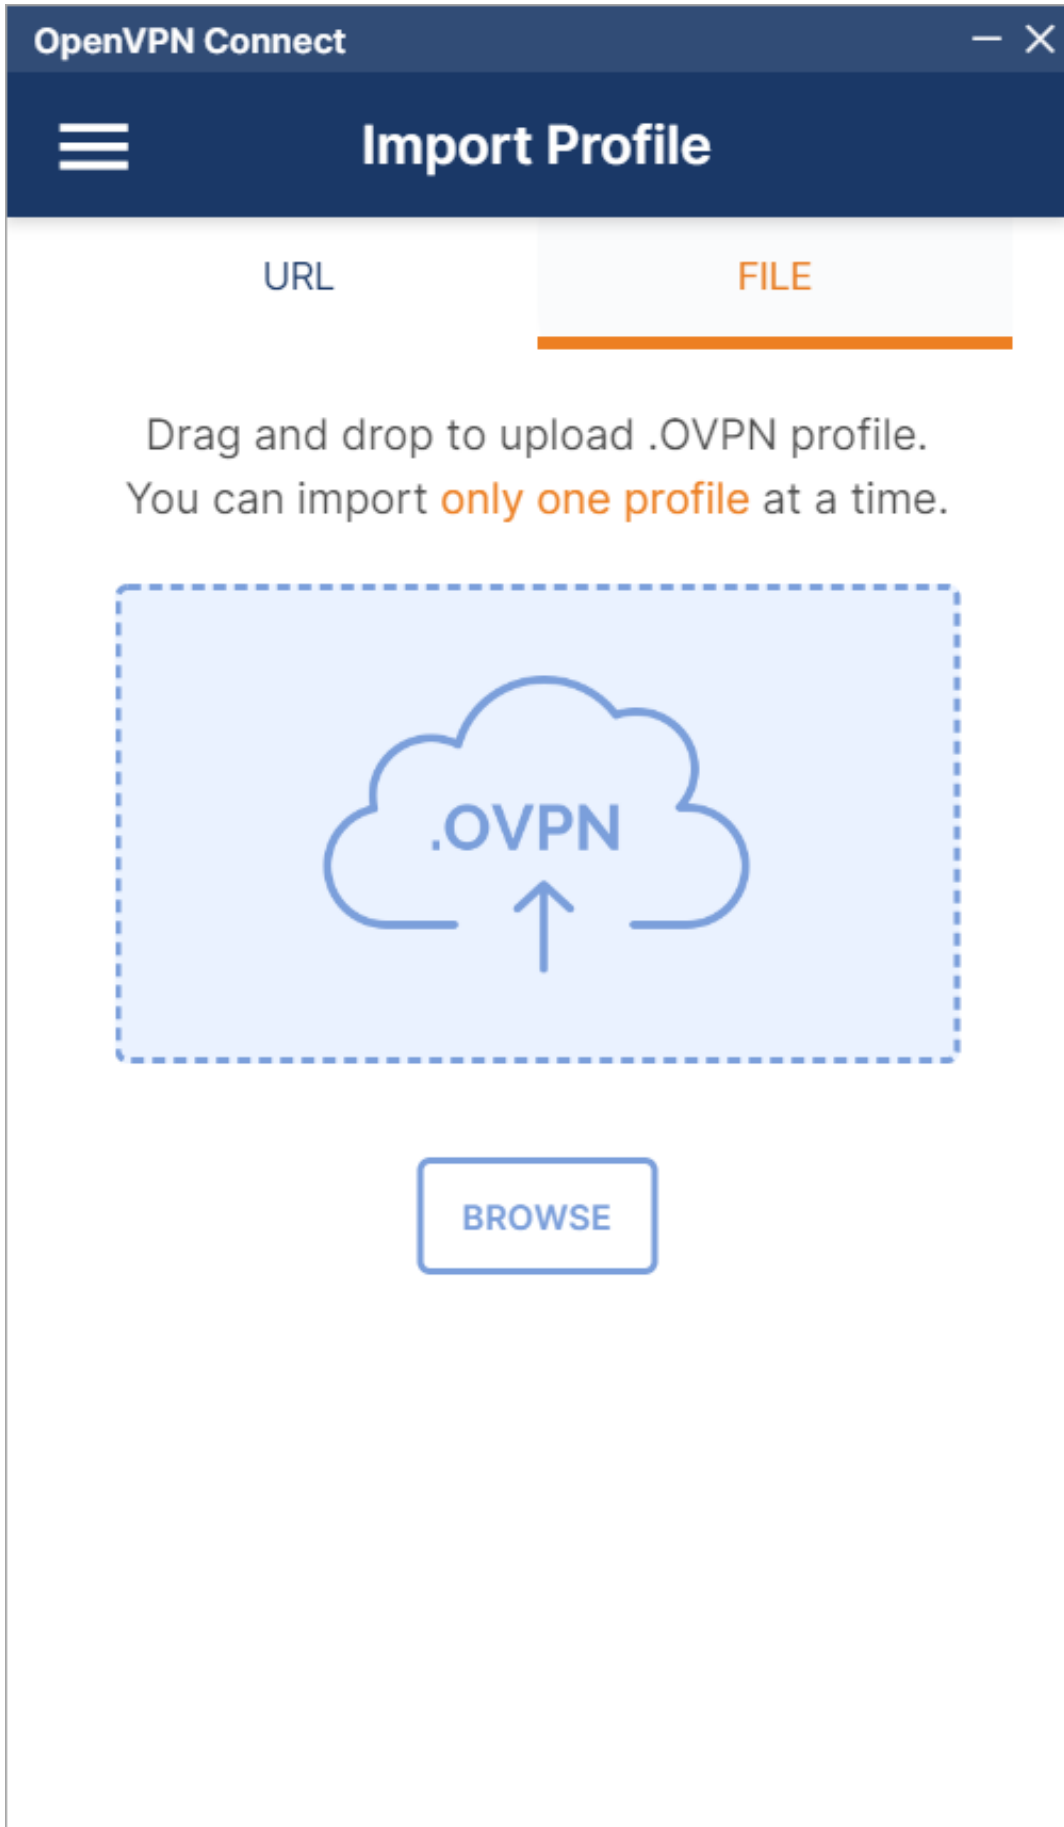 OpenVPN Connect
Import Profile
URL
FILE
Drag and drop to upload .OVPN profile.
You can import only one profile at a time.
.OVPN
BROWSE